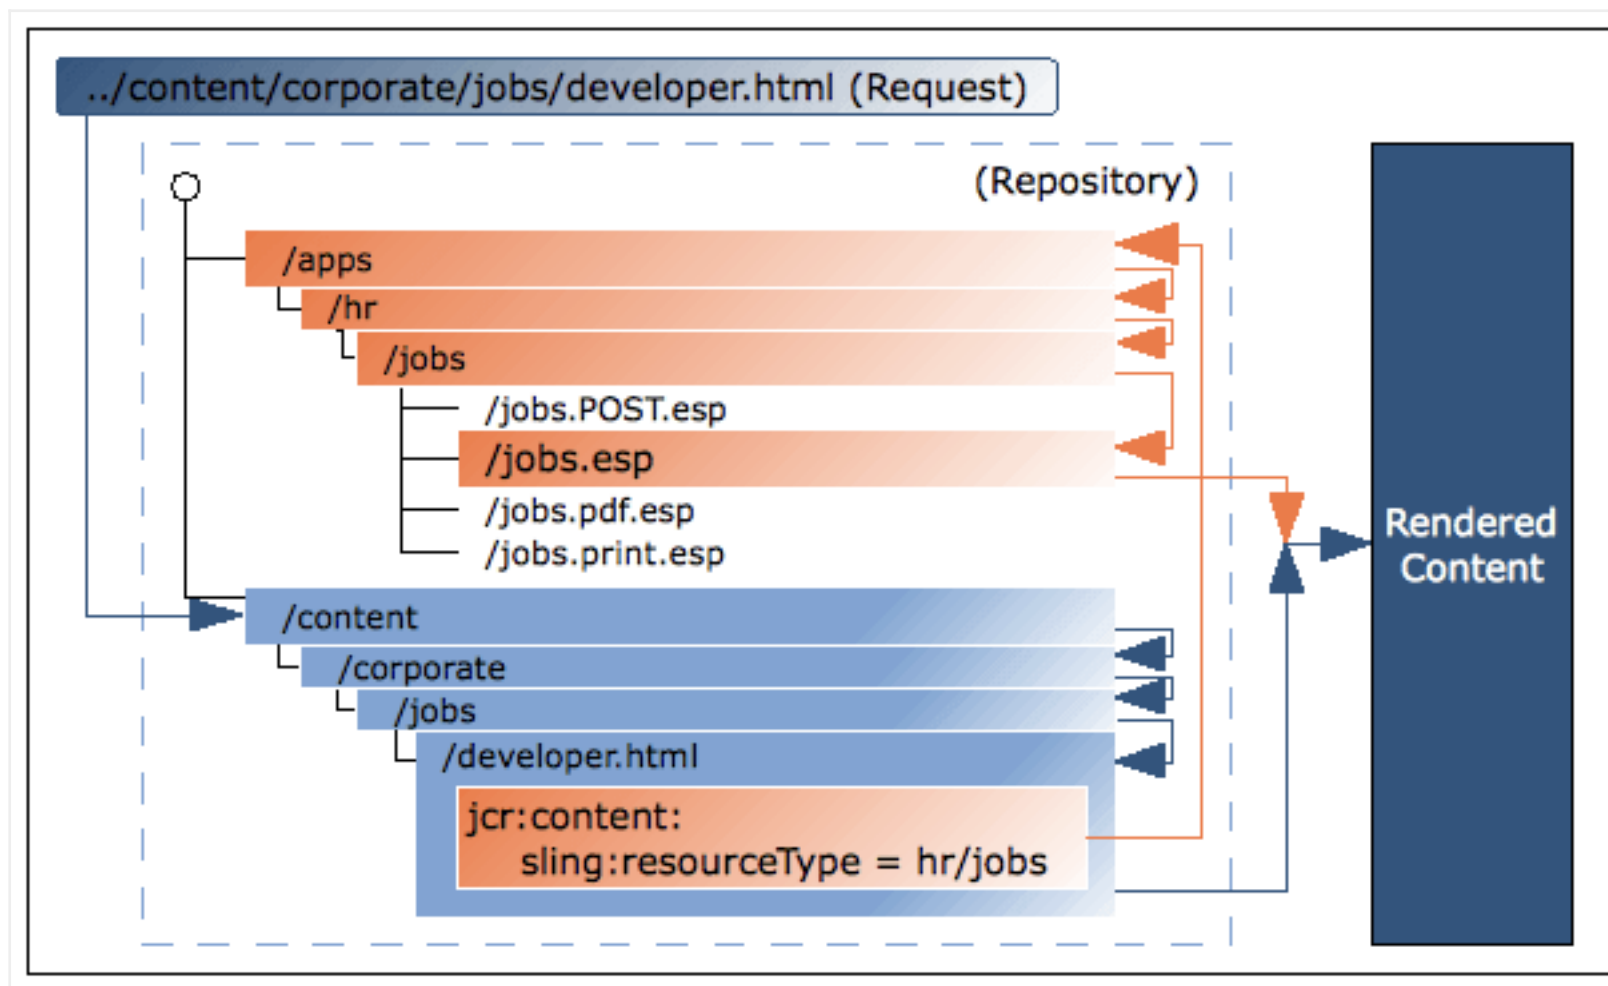 ../content/corporate/jobs/developer.html (Request)
(Repository)
/apps
/hr
/jobs
/jobs.POST.esp
/jobs.esp
/jobs.pdf.esp
/jobs.print.esp
/content
/corporate
/jobs
/developer.html
jcr:content:
sling:resourceType = hr/jobs
Rendered
Content